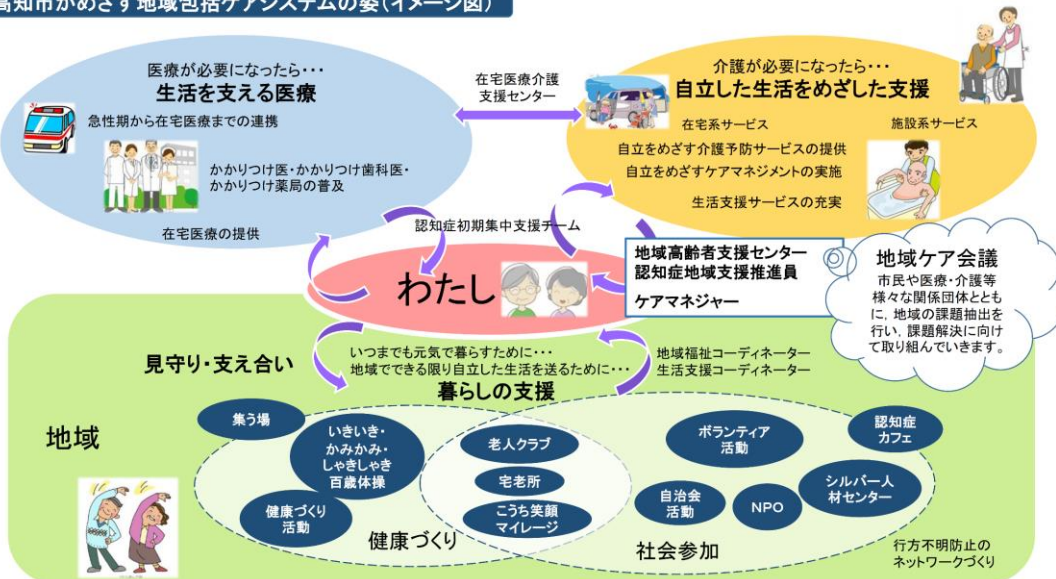 高知市がめざす地域包括ケアシステムの姿(イメージ図)
医療が必要になったら・・・
生活を支える医療
急性期から在宅医療までの連携
かかりつけ医・かかりつけ歯科医・
かかりつけ薬局の普及
在宅医療の提供
在宅医療介護
支援センター
介護が必要になったら・・・
自立した生活をめざした支援
在宅系サービス
施設系サービス
自立をめざす介護予防サービスの提供
自立をめざすケアマネジメントの実施
生活支援サービスの充実
認知症初期集中支援チーム
わたし
地域高齢者支援センター
認知症地域支援推進員
ケアマネジャー
地域ケア会議
市民や医療・介護等
様々な関係団体ととも
に,地域の課題抽出を
行い,課題解決に向け
て取り組んでいきます。
見守り・支え合い
いつまでも元気で暮らすために・・・
地域でできる限り自立した生活を送るために・・・
暮らしの支援
地域福祉コーディネーター
生活支援コーディネーター
地域
集う場
いきいき・
かみかみ・
しゃきしゃき
百歳体操
健康づくり
活動
健康づくり
老人クラブ
宅老所
こうち笑顔
マイレージ
ボランティア
活動
認知症
カフェ
自治会
活動
NPO
シルバー人
材センター
社会参加
行方不明防止の
ネットワークづくり